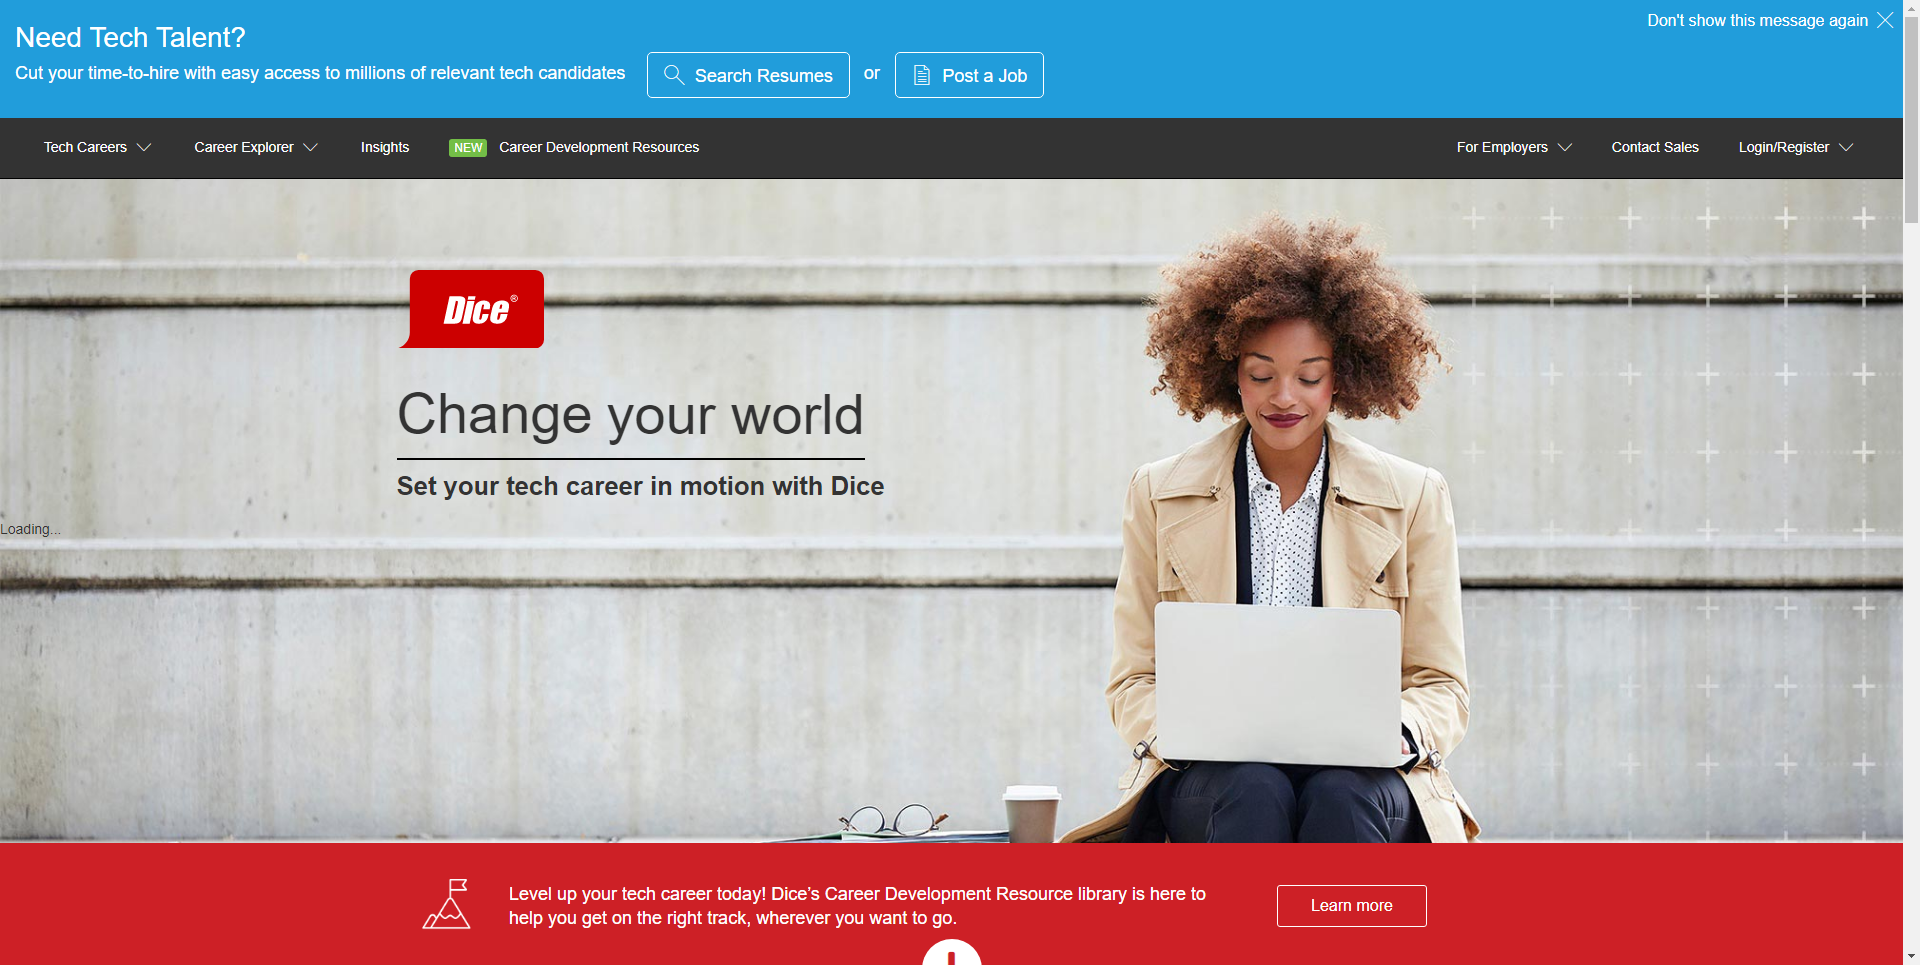 Don't show this message again
Need Tech Talent?
Cut your time-to-hire with easy access to millions of relevant tech candidates
Search Resumes
or
Post a Job
Tech Careers
Career Explorer
Insights
NEW
Career Development Resources
For Employers
Contact Sales
Login/Register
Dice®
Change your world
Set your tech career in motion with Dice
Loading...
Level up your tech career today! Dice’s Career Development Resource library is here to
help you get on the right track, wherever you want to go.
Learn more